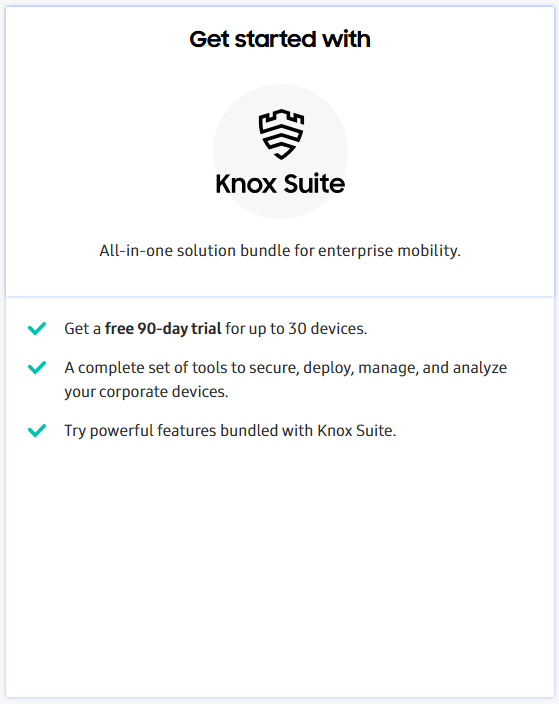 Get started with
Knox Suite
All-in-one solution bundle for enterprise mobility.
Get a free 90-day trial for up to 30 devices.
A complete set of tools to secure, deploy, manage, and analyze
your corporate devices.
Try powerful features bundled with Knox Suite.